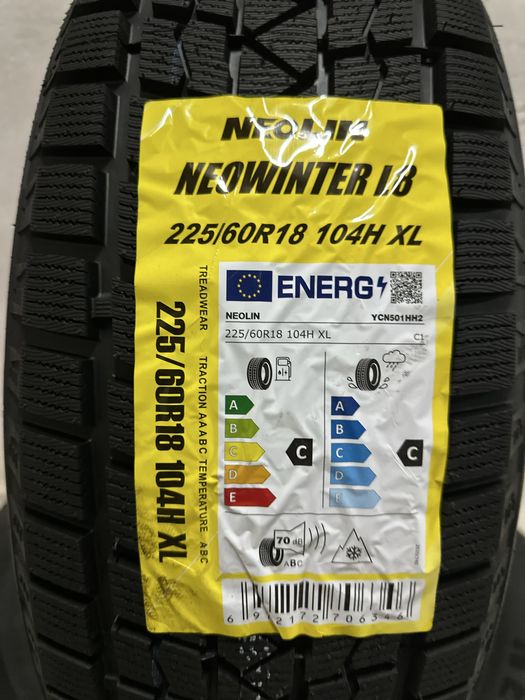 NEOLIN
NEOWINTER I8
225/60R18 104H XL
ENERG
NEOLIN YCN501HH2
225/60R18 104H XL C1
A A
B B
C C C C
D D
E E
70 dB
ABC
TREADWEAR TRACTION AAABC TEMPERATURE ABC
225/60R18 104H XL